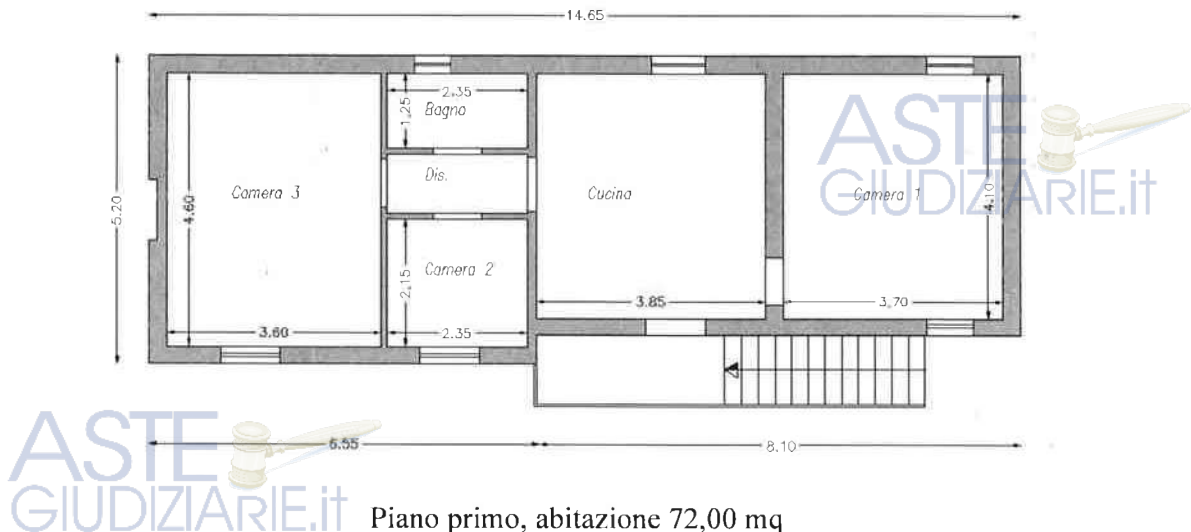 14.65
2.35
1.25
Bagno
ASTE
GIUDIZIARIE.it
5.20
Camera 3
4.60
Dis.
Cucina
Camera 1
4.10
Camera 2
2.15
3.60
2.35
3.85
3.70
6.55
8.10
ASTE
GIUDIZIARIE.it
Piano primo, abitazione 72,00 mq